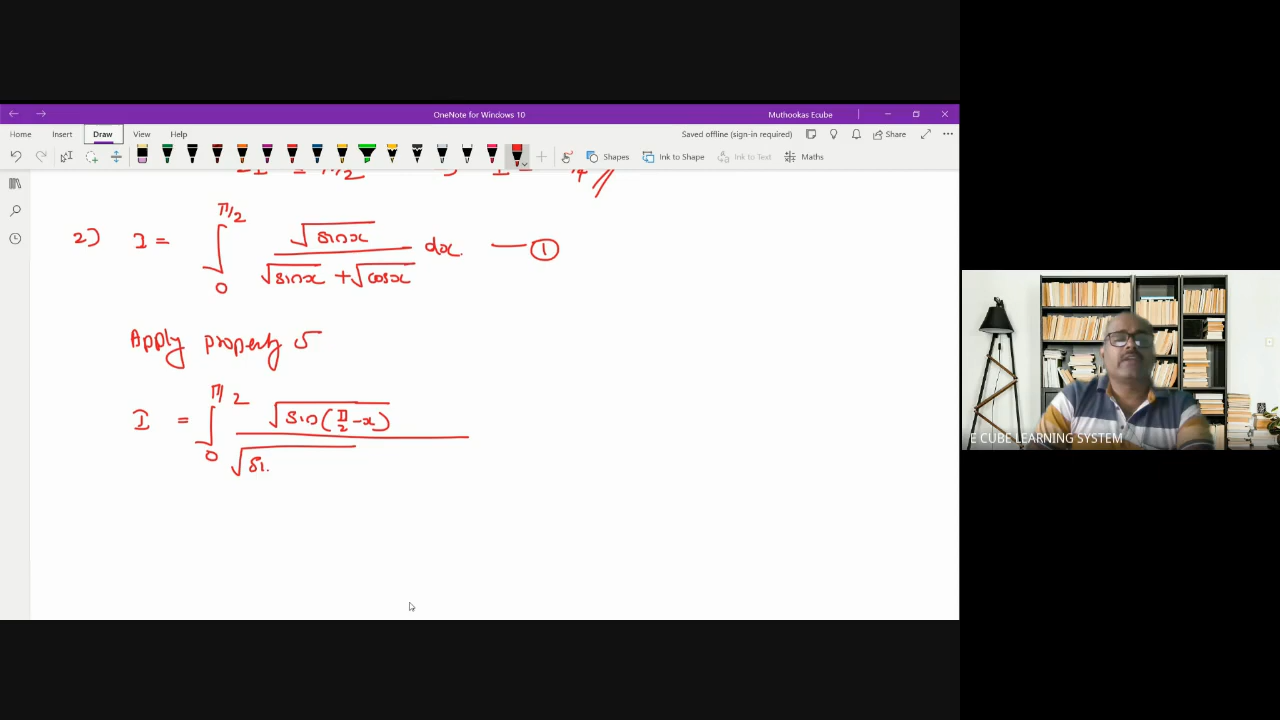 OneNote for Windows 10
Muthookas Ecube
Home Insert Draw View Help
Saved offline (sign-in required) Share
Shapes Ink to Shape Ink to Text Maths
2) I = ∫₀^{π/2} √sinx / (√sinx + √cosx) dx. — ①
Apply property 5
I = ∫₀^{π/2} √sin(π/2 - x)
√si
E CUBE LEARNING SYSTEM